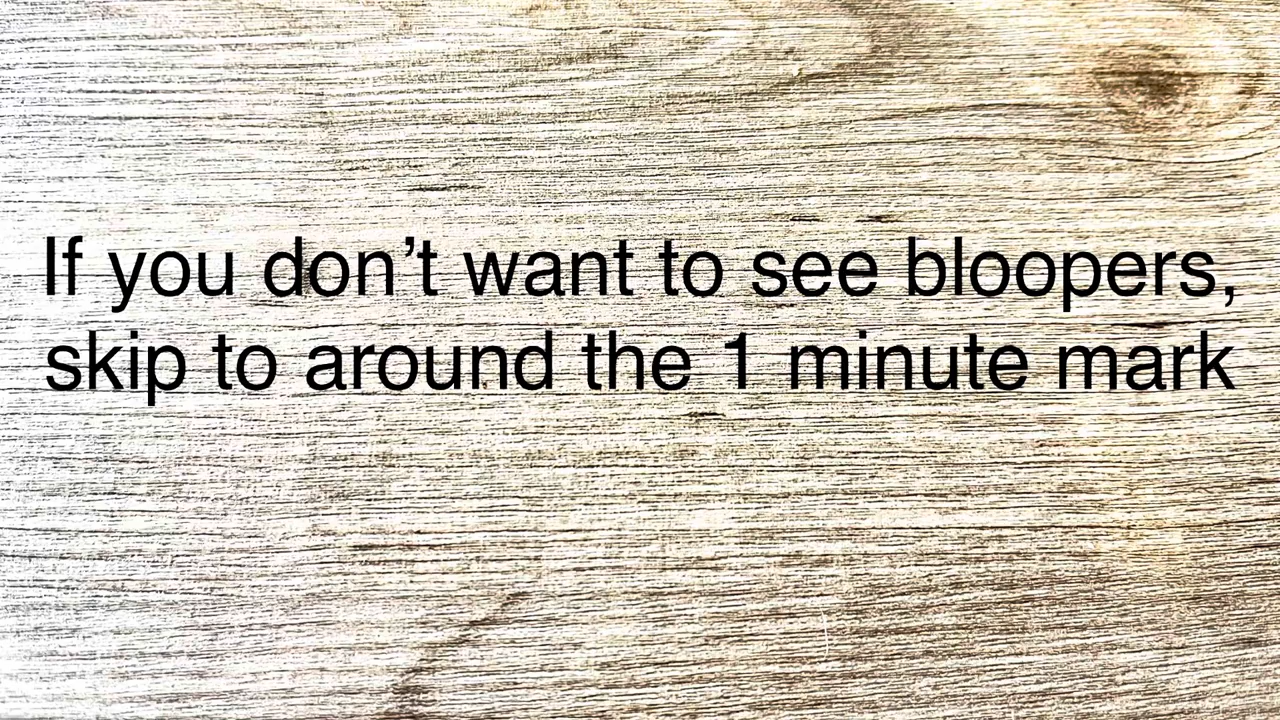 If you don’t want to see bloopers,
skip to around the 1 minute mark